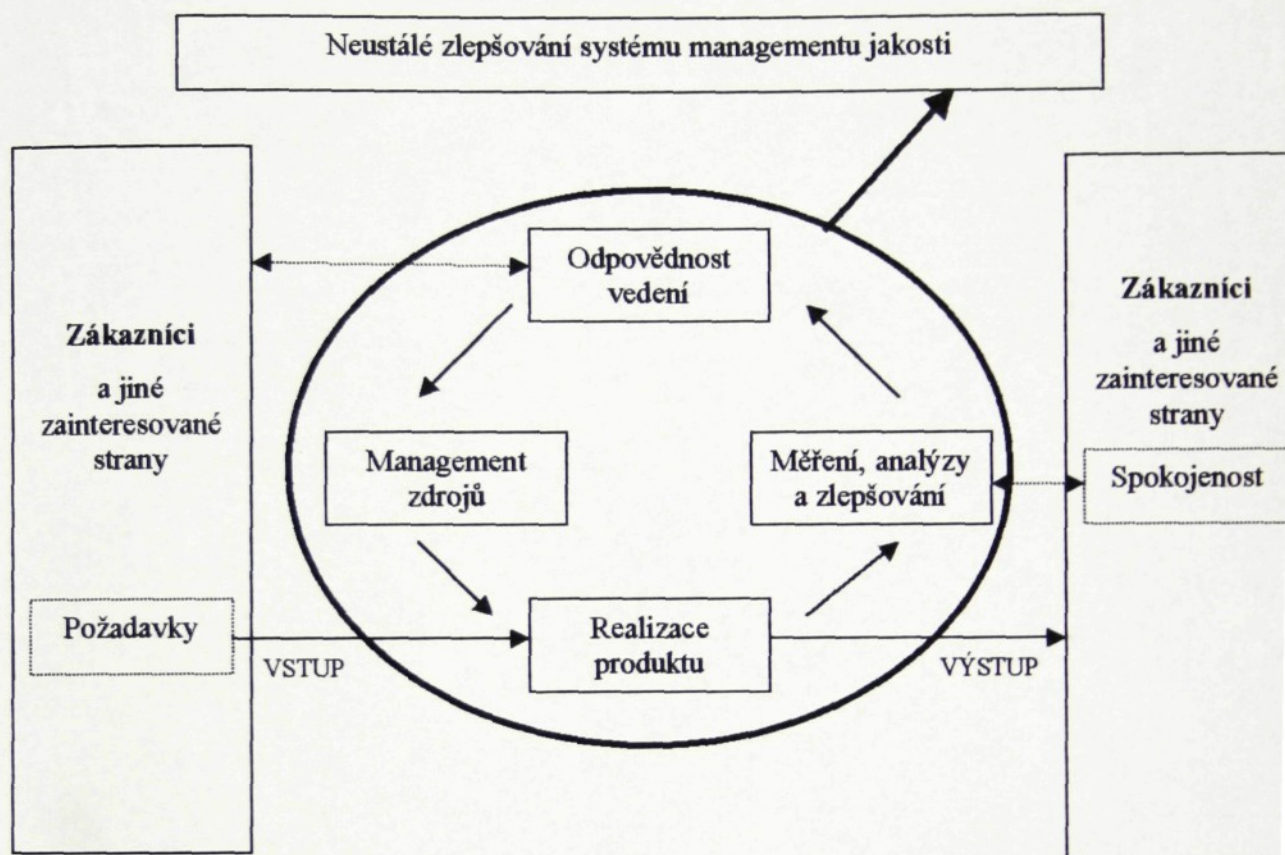 Neustálé zlepšování systému managementu jakosti
Zákazníci
a jiné
zainteresované
strany
Požadavky
VSTUP
Odpovědnost
vedení
Management
zdrojů
Měření, analýzy
a zlepšování
Realizace
produktu
VÝSTUP
Zákazníci
a jiné
zainteresované
strany
Spokojenost